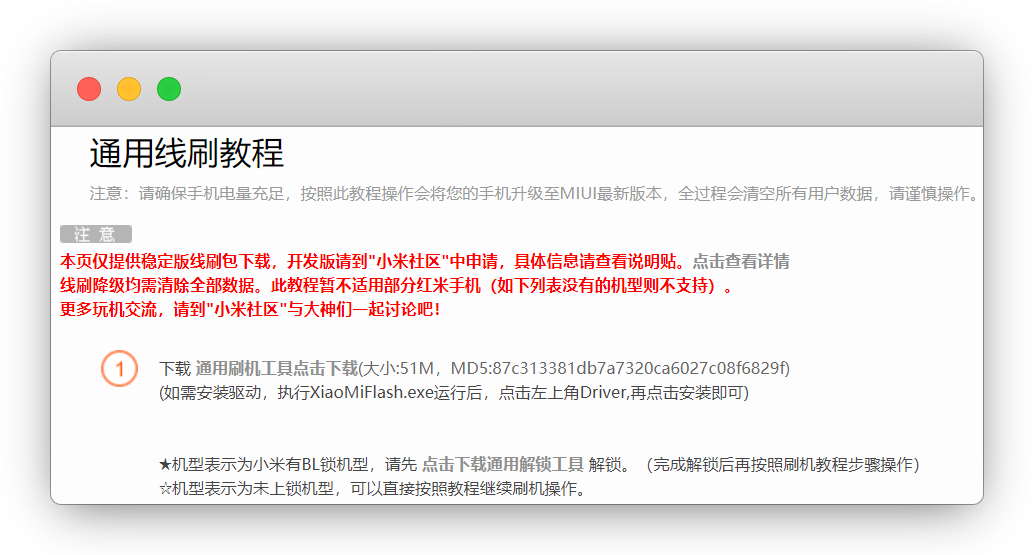 通用线刷教程
注意：请确保手机电量充足，按照此教程操作会将您的手机升级至MIUI最新版本，全过程会清空所有用户数据，请谨慎操作。
注 意
本页仅提供稳定版线刷包下载，开发版请到"小米社区"中申请，具体信息请查看说明贴。点击查看详情
线刷降级均需清除全部数据。此教程暂不适用部分红米手机（如下列表没有的机型则不支持）。
更多玩机交流，请到"小米社区"与大神们一起讨论吧！
1 下载 通用刷机工具点击下载(大小:51M，MD5:87c313381db7a7320ca6027c08f6829f)
(如需安装驱动，执行XiaoMiFlash.exe运行后，点击左上角Driver,再点击安装即可)
★机型表示为小米有BL锁机型，请先 点击下载通用解锁工具 解锁。（完成解锁后再按照刷机教程步骤操作）
☆机型表示为未上锁机型，可以直接按照教程继续刷机操作。